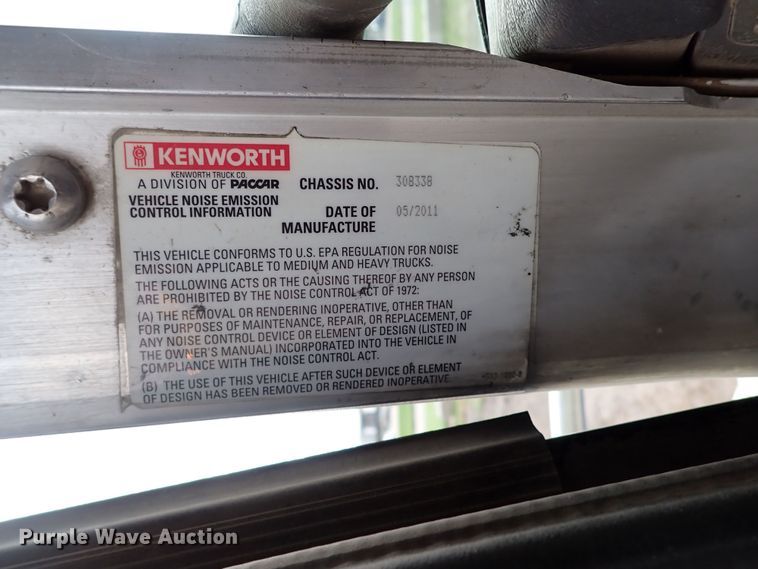 KENWORTH
KENWORTH TRUCK CO.
A DIVISION OF PACCAR
CHASSIS NO. 308338
VEHICLE NOISE EMISSION
CONTROL INFORMATION
DATE OF 05/2011
MANUFACTURE
THIS VEHICLE CONFORMS TO U.S. EPA REGULATION FOR NOISE
EMISSION APPLICABLE TO MEDIUM AND HEAVY TRUCKS.
THE FOLLOWING ACTS OR THE CAUSING THEREOF BY ANY PERSON
ARE PROHIBITED BY THE NOISE CONTROL ACT OF 1972:
(A) THE REMOVAL OR RENDERING INOPERATIVE, OTHER THAN
FOR PURPOSES OF MAINTENANCE, REPAIR, OR REPLACEMENT, OF
ANY NOISE CONTROL DEVICE OR ELEMENT OF DESIGN (LISTED IN
THE OWNER'S MANUAL) INCORPORATED INTO THE VEHICLE IN
COMPLIANCE WITH THE NOISE CONTROL ACT.
(B) THE USE OF THIS VEHICLE AFTER SUCH DEVICE OR ELEMENT
OF DESIGN HAS BEEN REMOVED OR RENDERED INOPERATIVE
Purple Wave Auction